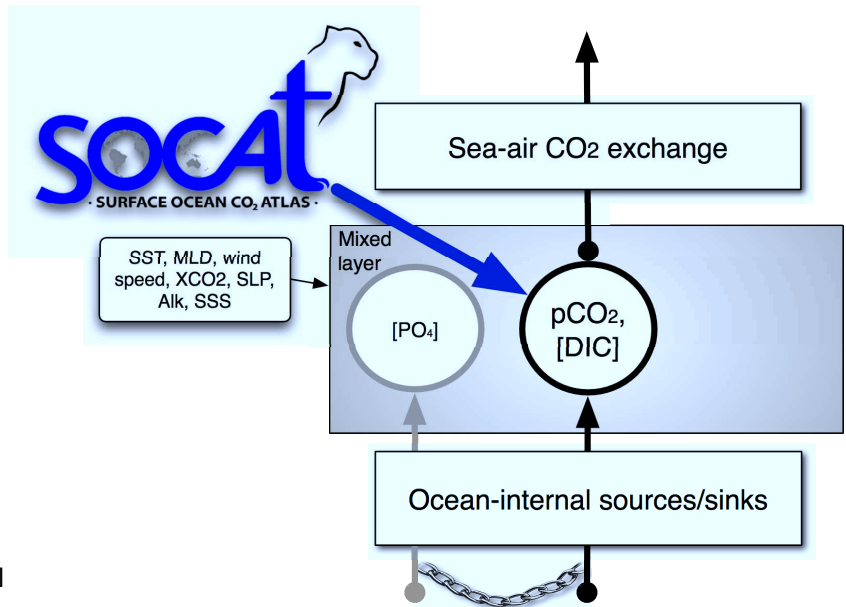 socat
· SURFACE OCEAN CO₂ ATLAS ·
Sea-air CO2 exchange
Mixed
layer
SST, MLD, wind
speed, XCO2, SLP,
Alk, SSS
[PO4]
pCO2,
[DIC]
Ocean-internal sources/sinks